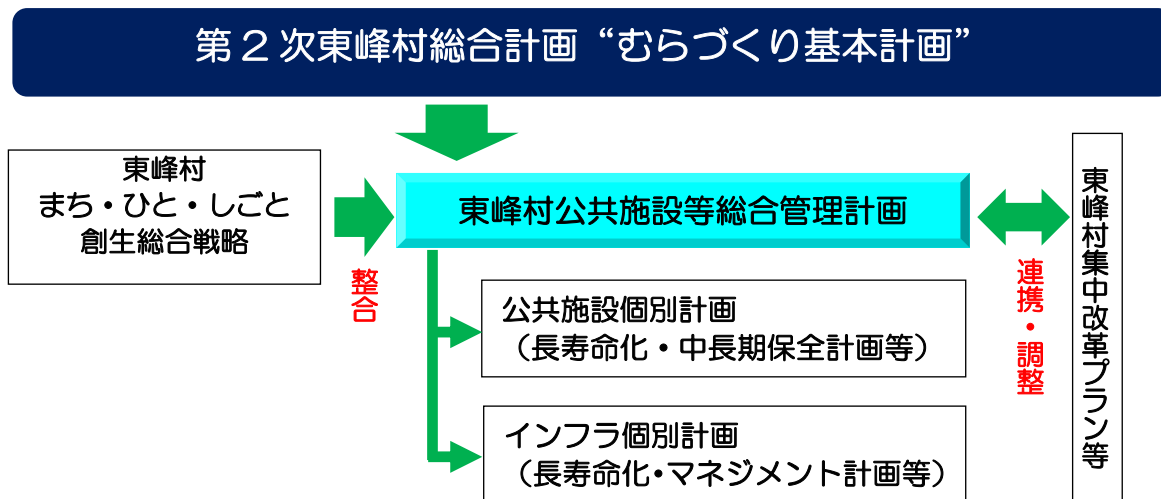 第２次東峰村総合計画“むらづくり基本計画”
東峰村
まち・ひと・しごと
創生総合戦略
整合
東峰村公共施設等総合管理計画
連携・調整
東峰村集中改革プラン等
公共施設個別計画
（長寿命化・中長期保全計画等）
インフラ個別計画
（長寿命化・マネジメント計画等）